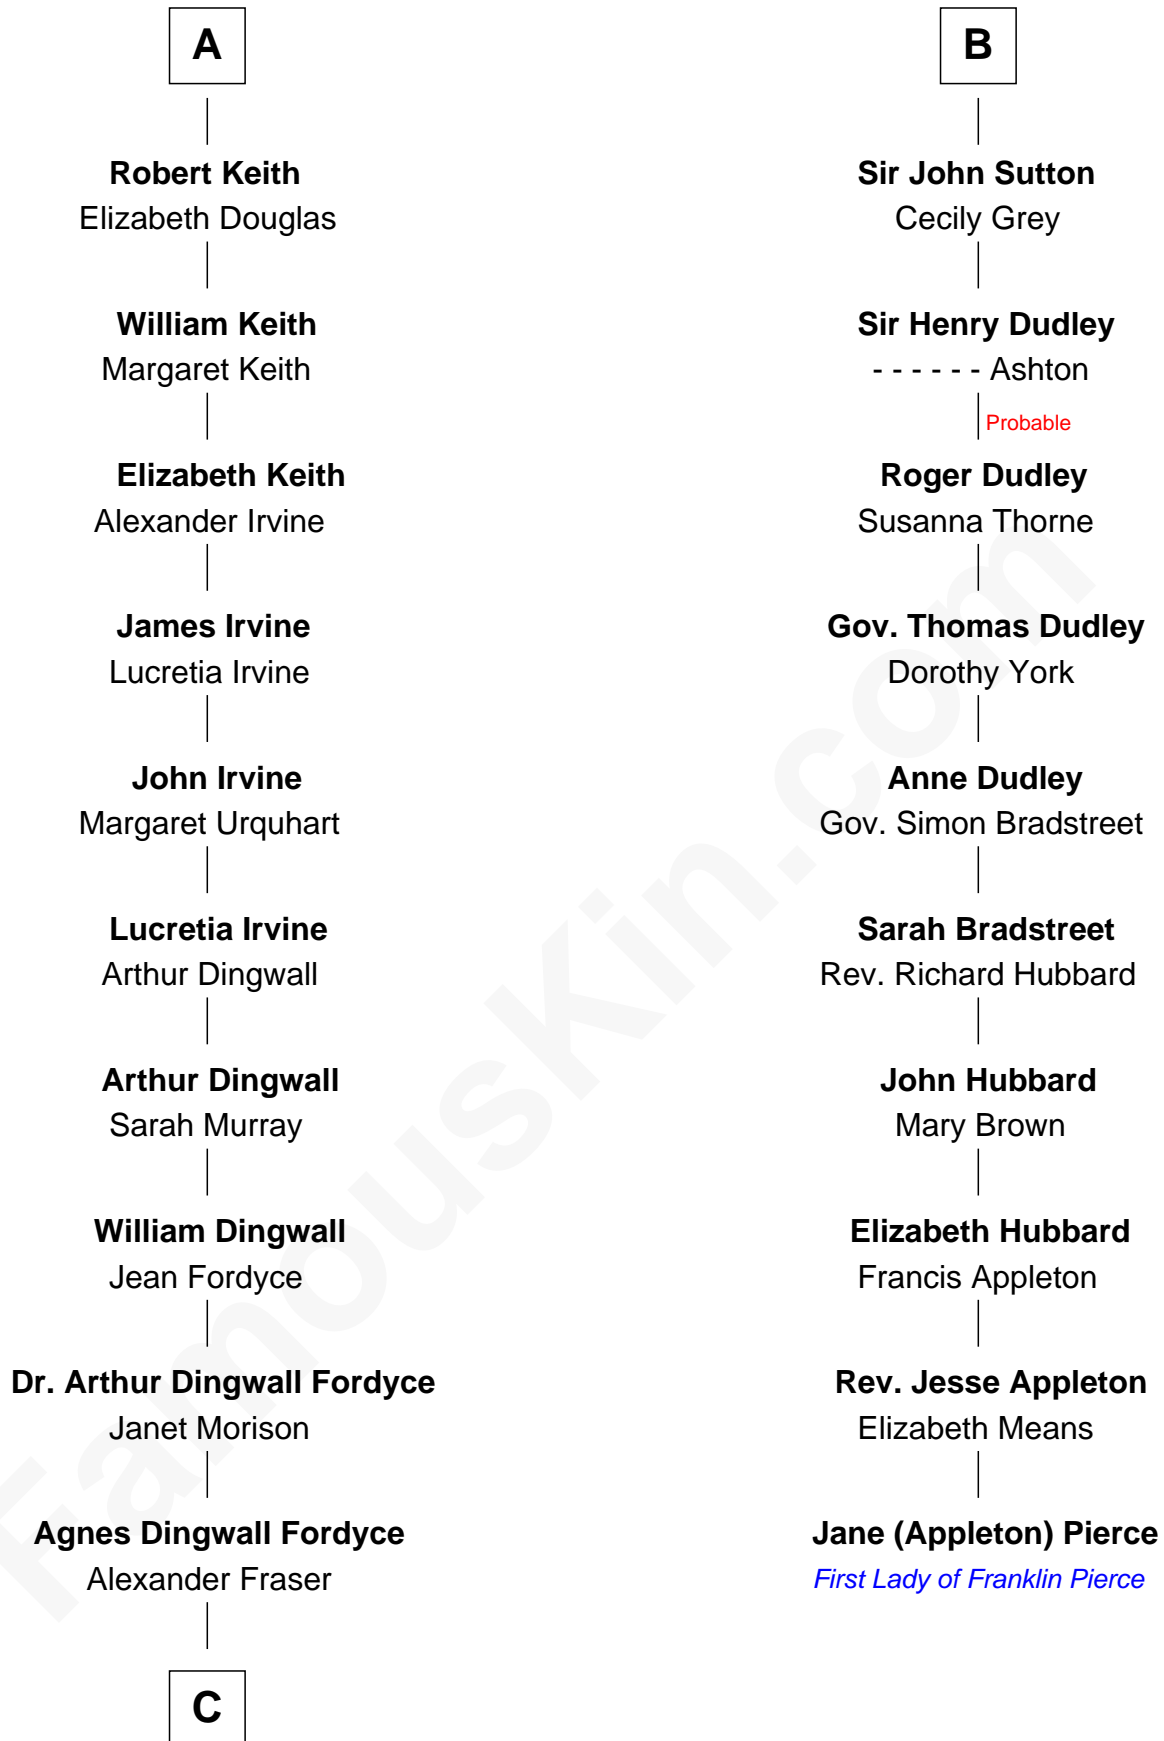 A
Robert Keith
Elizabeth Douglas
William Keith
Margaret Keith
Elizabeth Keith
Alexander Irvine
James Irvine
Lucretia Irvine
John Irvine
Margaret Urquhart
Lucretia Irvine
Arthur Dingwall
Arthur Dingwall
Sarah Murray
William Dingwall
Jean Fordyce
Dr. Arthur Dingwall Fordyce
Janet Morison
Agnes Dingwall Fordyce
Alexander Fraser
C
B
Sir John Sutton
Cecily Grey
Sir Henry Dudley
- - - - - - Ashton
Probable
Roger Dudley
Susanna Thorne
Gov. Thomas Dudley
Dorothy York
Anne Dudley
Gov. Simon Bradstreet
Sarah Bradstreet
Rev. Richard Hubbard
John Hubbard
Mary Brown
Elizabeth Hubbard
Francis Appleton
Rev. Jesse Appleton
Elizabeth Means
Jane (Appleton) Pierce
First Lady of Franklin Pierce
FamousKin.com